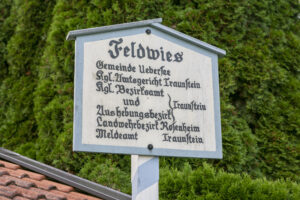 Feldwies
Gemeinde Uebersee
Kgl. Amtsgericht Traunstein
Kgl. Bezirksamt
und } Traunstein
Aushebungsbezirk
Landwehrbezirk Rosenheim
Meldeamt Traunstein